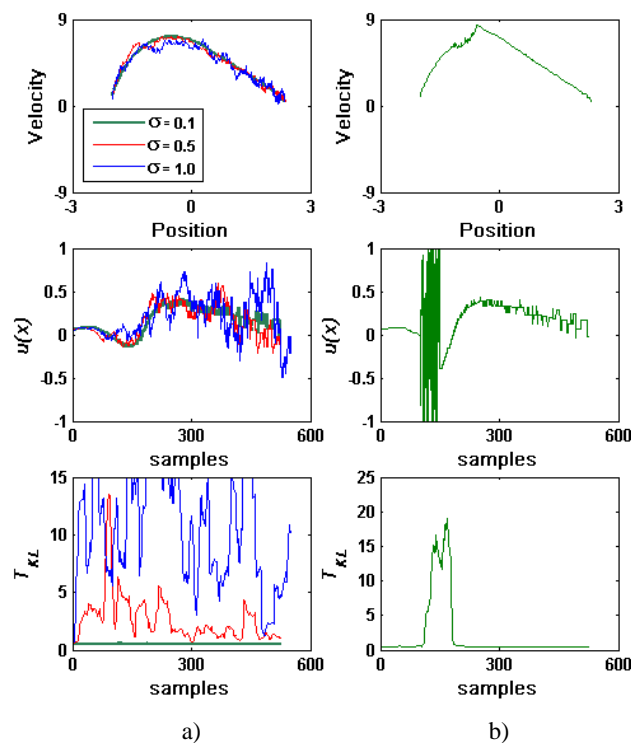 9
0
-9
Velocity
σ = 0.1
σ = 0.5
σ = 1.0
-3
0
3
Position
9
0
-9
Velocity
-3
0
3
Position
1
0.5
0
-0.5
-1
u(x)
0
300
600
samples
1
0.5
0
-0.5
-1
u(x)
0
300
600
samples
15
10
5
0
T_KL
0
300
600
samples
25
20
15
10
5
0
T_KL
0
300
600
samples
a)
b)